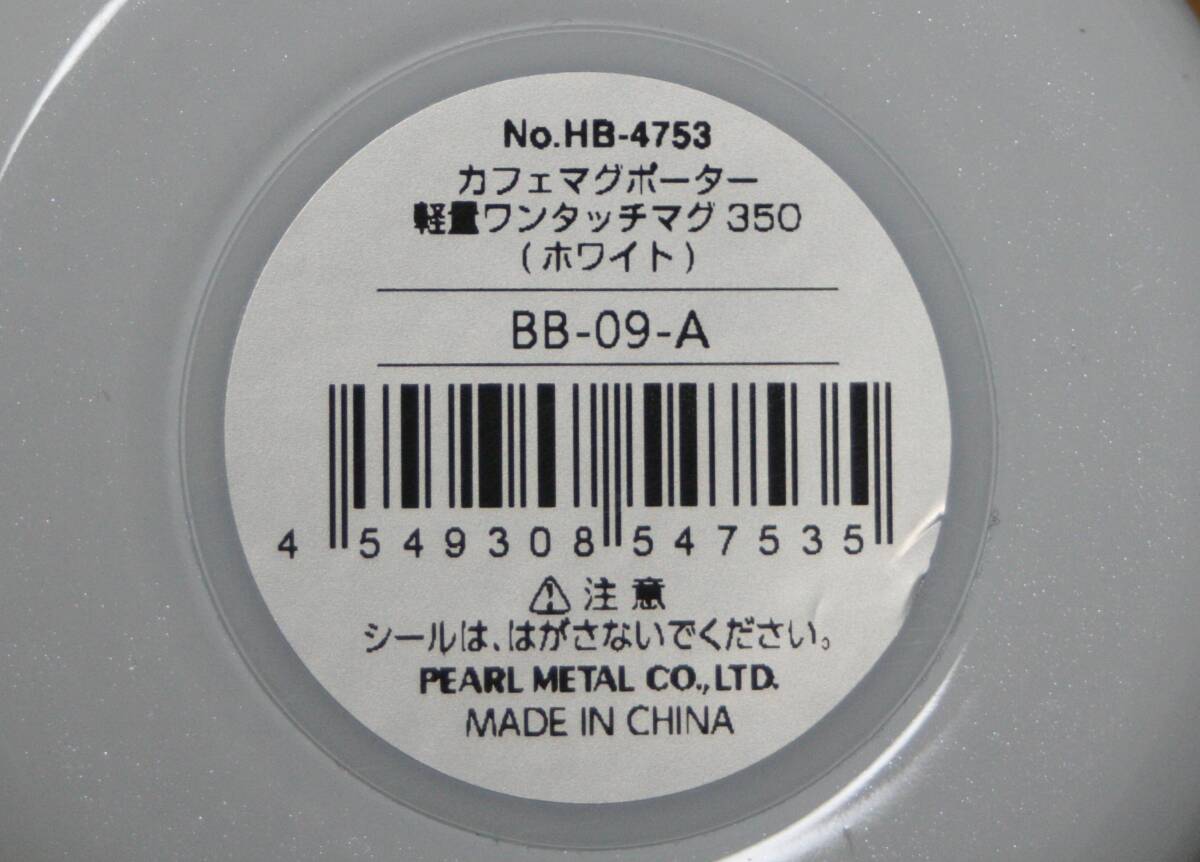 No.HB-4753
カフェマグポーター
軽量ワンタッチマグ 350
(ホワイト)
BB-09-A
4 549308 547535
⚠ 注意
シールは、はがさないでください。
PEARL METAL CO.,LTD.
MADE IN CHINA